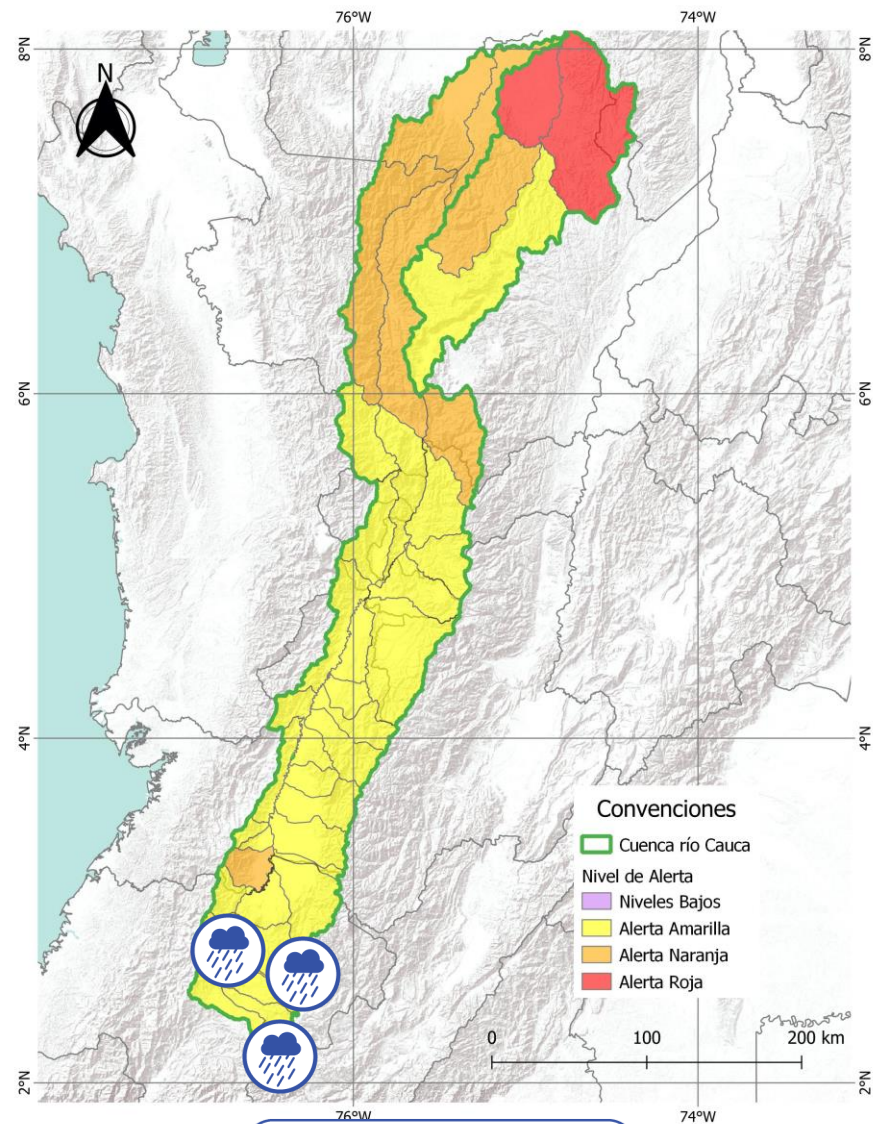 76°W 74°W
8°N 8°N
N
6°N 6°N
4°N 4°N
Convenciones
Cuenca río Cauca
Nivel de Alerta
Niveles Bajos
Alerta Amarilla
Alerta Naranja
Alerta Roja
0 100 200 km
2°N 2°N
76°W 74°W